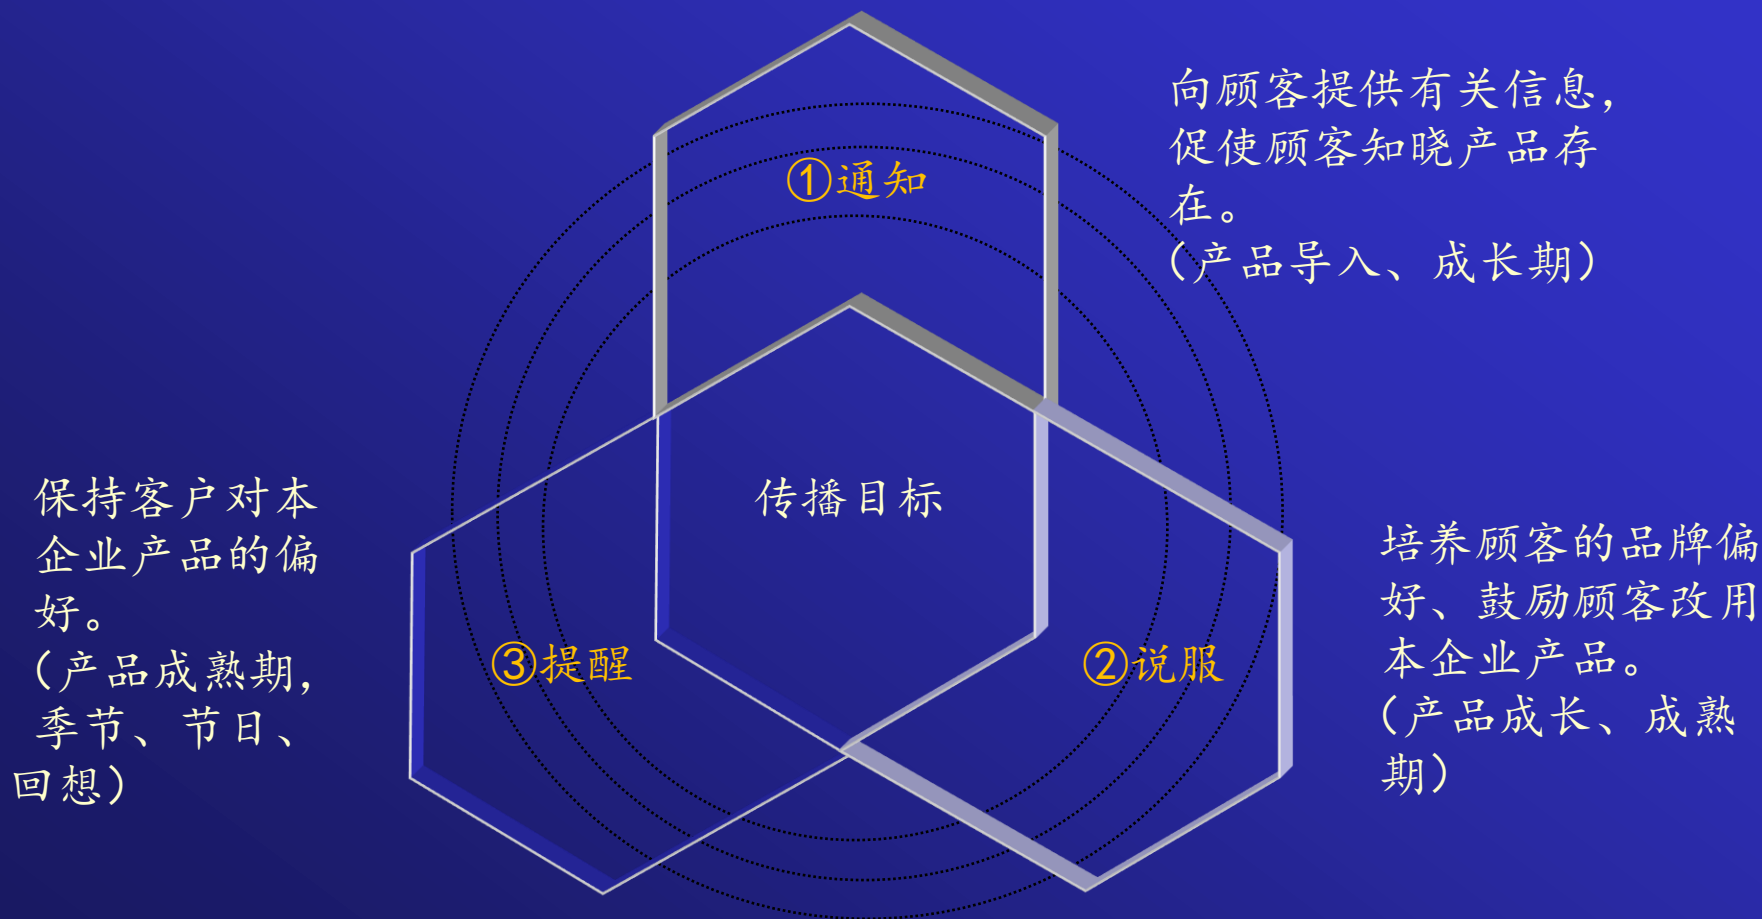 ①通知
向顾客提供有关信息，
促使顾客知晓产品存
在。
（产品导入、成长期）
传播目标
保持客户对本
企业产品的偏
好。
（产品成熟期，
季节、节日、
回想）
③提醒
②说服
培养顾客的品牌偏
好、鼓励顾客改用
本企业产品。
（产品成长、成熟
期）